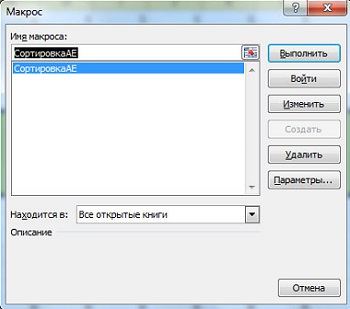 Макрос
Имя макроса:
СортировкаАЕ
СортировкаАЕ
Выполнить
Войти
Изменить
Создать
Удалить
Параметры...
Находится в:
Все открытые книги
Описание
Отмена